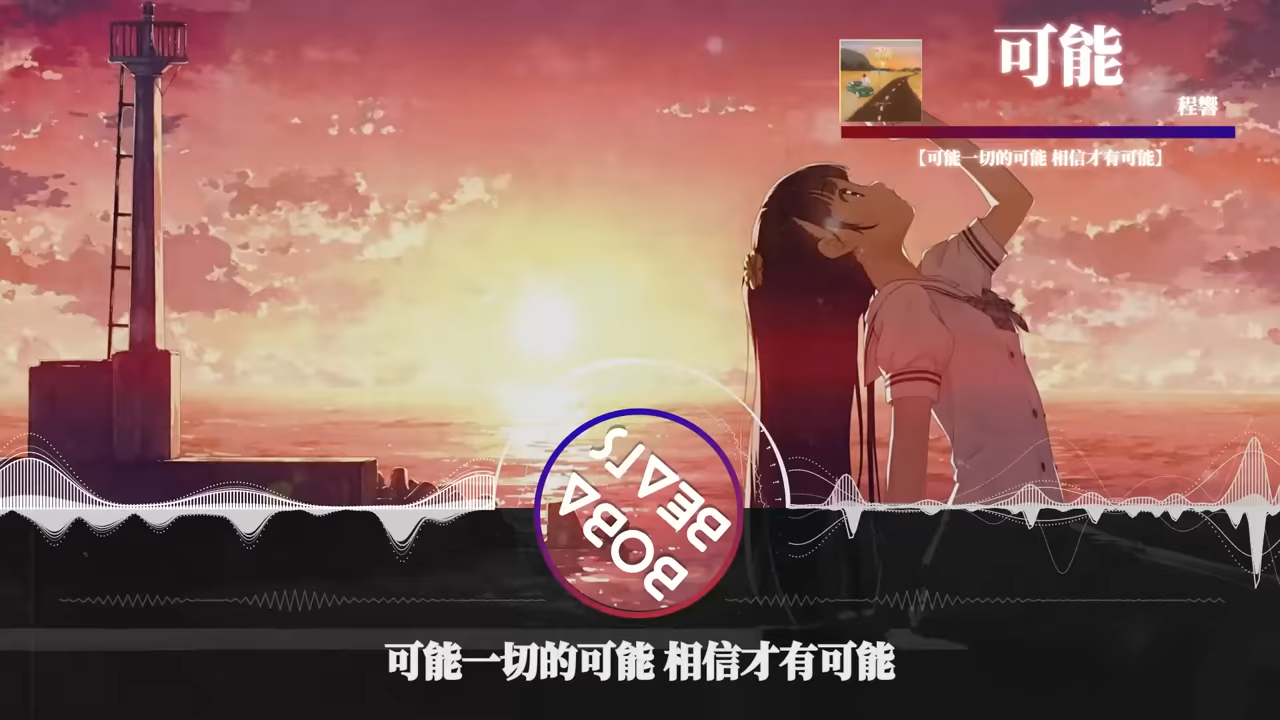 可能
程響
【可能一切的可能 相信才有可能】
BOBA
BEARS
可能一切的可能 相信才有可能